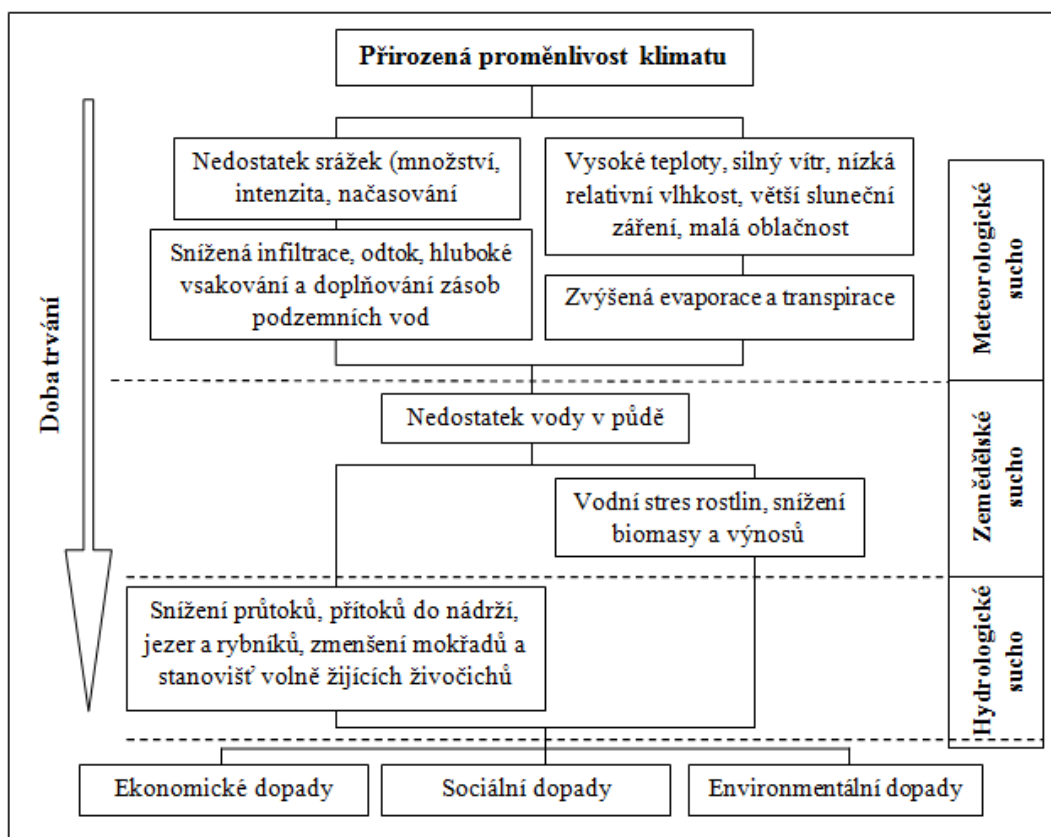 Přirozená proměnlivost klimatu
Nedostatek srážek (množství,
intenzita, načasování
Vysoké teploty, silný vítr, nízká
relativní vlhkost, větší sluneční
záření, malá oblačnost
Snížená infiltrace, odtok, hluboké
vsakování a doplňování zásob
podzemních vod
Zvýšená evaporace a transpirace
Meteorologické
sucho
Doba trvání
Nedostatek vody v půdě
Vodní stres rostlin, snížení
biomasy a výnosů
Zemědělské
sucho
Snížení průtoků, přítoků do nádrží,
jezer a rybníků, zmenšení mokřadů a
stanovišť volně žijících živočichů
Hydrologické
sucho
Ekonomické dopady
Sociální dopady
Environmentální dopady